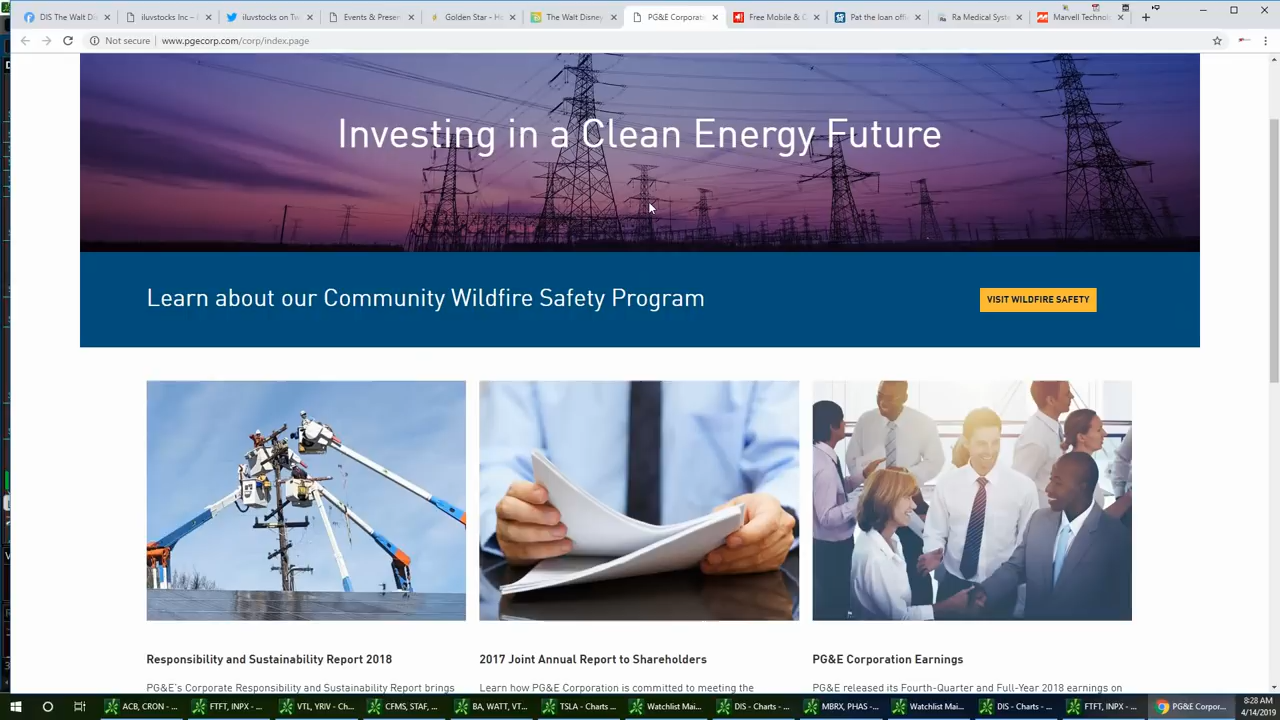 DIS The Walt D
iluvstocks Inc –
iluvstocks on Tw
Events & Preser
Golden Star - Ho
The Walt Disney
PG&E Corporat
Free Mobile & C
Pat the loan offi
Ra Medical Syst
Marvell Technolo
Not secure
www.pgecorp.com/corp/index.page
Investing in a Clean Energy Future
Learn about our Community Wildfire Safety Program
VISIT WILDFIRE SAFETY
Responsibility and Sustainability Report 2018
2017 Joint Annual Report to Shareholders
PG&E Corporation Earnings
PG&E's Corporate Responsibility and Sustainability Report brings
Learn how PG&E Corporation is committed to meeting the
PG&E released its Fourth-Quarter and Full-Year 2018 earnings on
ACB, CRON - ...
FTFT, INPX - ...
VTL, YRIV - Ch...
CFMS, STAF, ...
BA, WATT, VT...
TSLA - Charts ...
Watchlist Mai...
DIS - Charts - ...
MBRX, PHAS - ...
Watchlist Mai...
DIS - Charts - ...
FTFT, INPX - ...
PG&E Corpor...
8:28 AM
4/14/2019